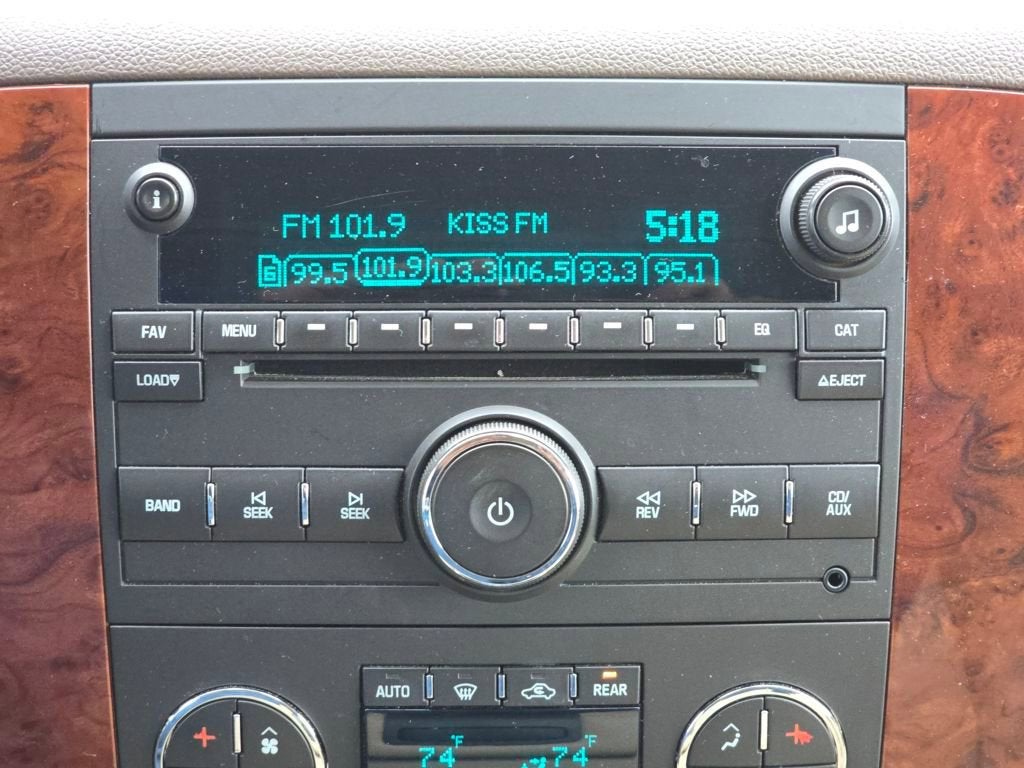 i
FM 101.9 KISS FM 5:18
6 99.5 101.9 103.3 106.5 93.3 95.1
FAV MENU EQ CAT
LOAD EJECT
BAND SEEK SEEK REV FWD CD/
AUX
AUTO REAR
74°F 74°F